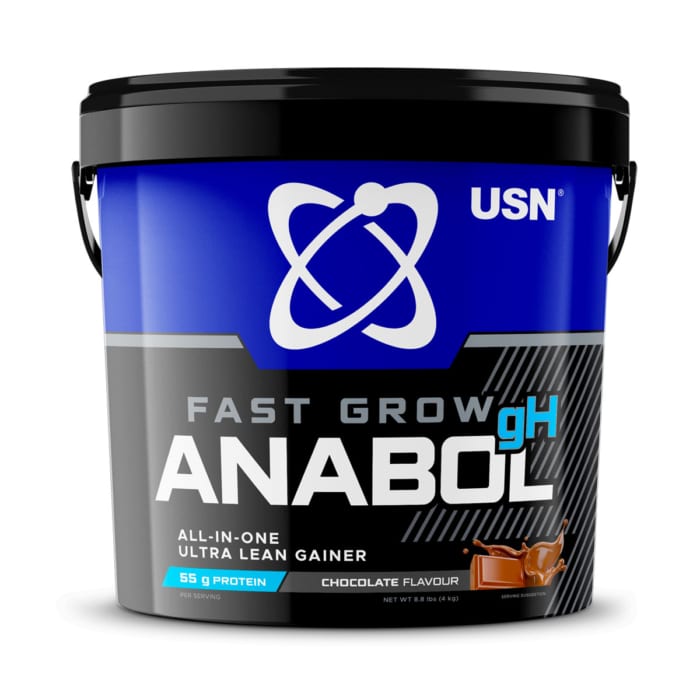 USN®
FAST GROW
gH
ANABOL
ALL-IN-ONE
ULTRA LEAN GAINER
55 g PROTEIN
PER SERVING
CHOCOLATE FLAVOUR
NET WT 8.8 lbs (4 kg)
SERVING SUGGESTION